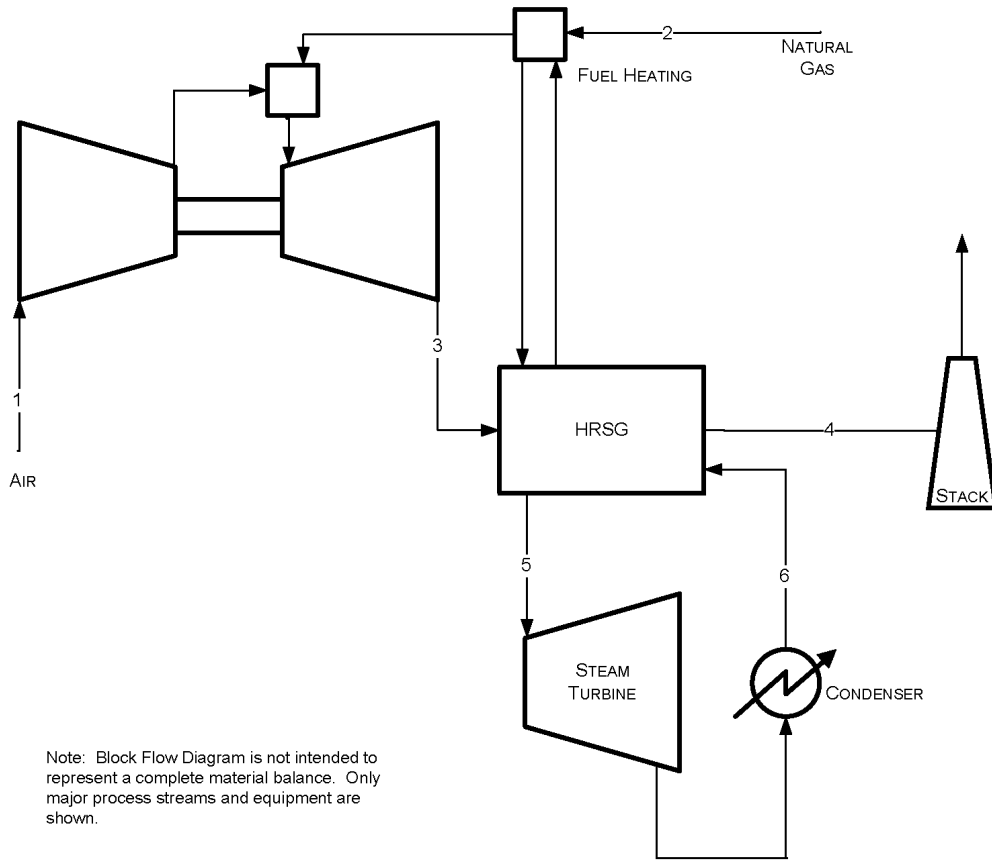 2
NATURAL
GAS
FUEL HEATING
3
1
HRSG
4
AIR
STACK
5
6
STEAM
TURBINE
CONDENSER
Note: Block Flow Diagram is not intended to
represent a complete material balance. Only
major process streams and equipment are
shown.